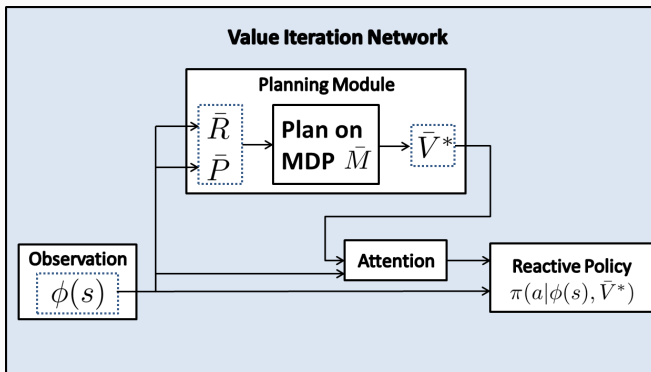 Value Iteration Network
Planning Module
R̄
P̄
Plan on
MDP M̄
V̄*
Observation
ϕ(s)
Attention
Reactive Policy
π(a|ϕ(s), V̄*)